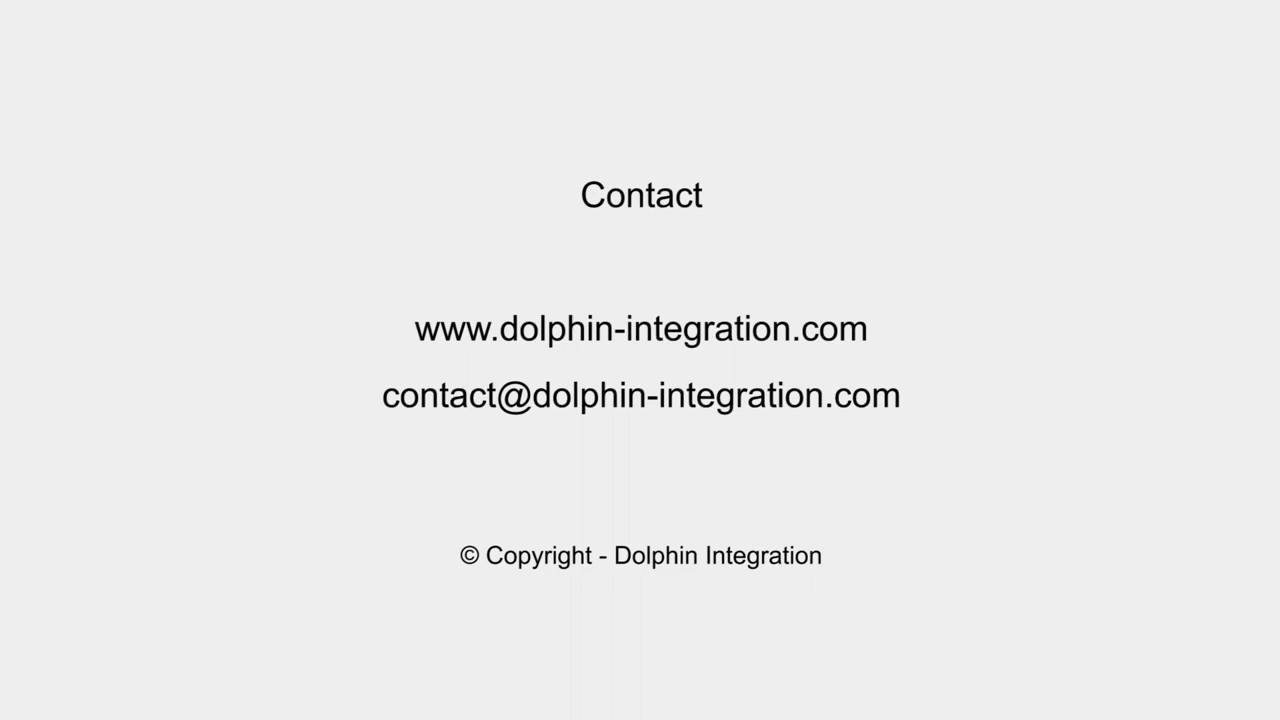 Contact
www.dolphin-integration.com
contact@dolphin-integration.com
© Copyright - Dolphin Integration